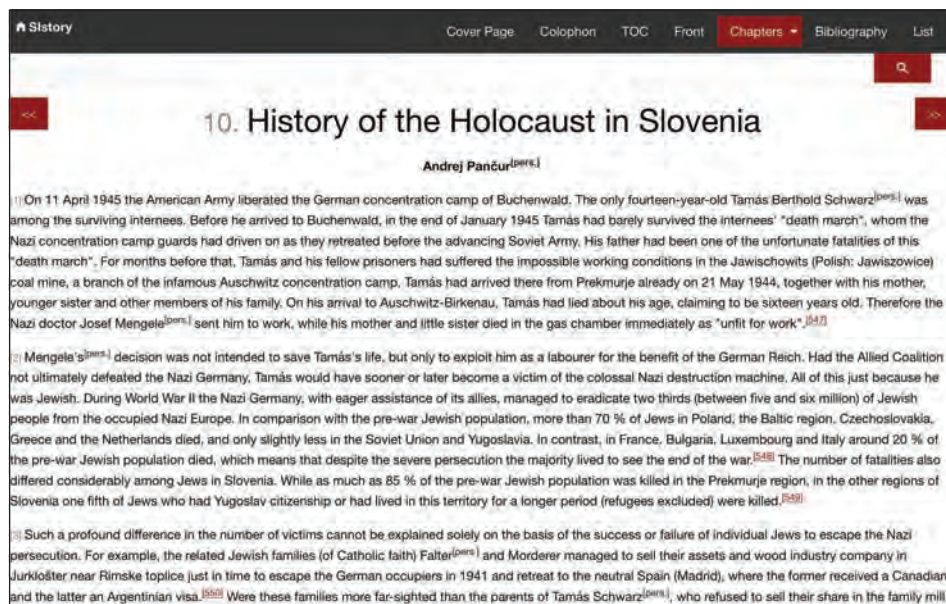 SIstory
Cover Page Colophon TOC Front Chapters Bibliography List
<< >>
10. History of the Holocaust in Slovenia
Andrej Pančur[pers.]
[1] On 11 April 1945 the American Army liberated the German concentration camp of Buchenwald. The only fourteen-year-old Tamás Berthold Schwarz[pers.] was
among the surviving internees. Before he arrived to Buchenwald, in the end of January 1945 Tamás had barely survived the internees' "death march", whom the
Nazi concentration camp guards had driven on as they retreated before the advancing Soviet Army. His father had been one of the unfortunate fatalities of this
"death march". For months before that, Tamás and his fellow prisoners had suffered the impossible working conditions in the Jawischowits (Polish: Jawiszowice)
coal mine, a branch of the infamous Auschwitz concentration camp. Tamás had arrived there from Prekmurje already on 21 May 1944, together with his mother,
younger sister and other members of his family. On his arrival to Auschwitz-Birkenau, Tamás had lied about his age, claiming to be sixteen years old. Therefore the
Nazi doctor Josef Mengele[pers.] sent him to work, while his mother and little sister died in the gas chamber immediately as "unfit for work".[547]
[2] Mengele's[pers.] decision was not intended to save Tamás's life, but only to exploit him as a labourer for the benefit of the German Reich. Had the Allied Coalition
not ultimately defeated the Nazi Germany, Tamás would have sooner or later become a victim of the colossal Nazi destruction machine. All of this just because he
was Jewish. During World War II the Nazi Germany, with eager assistance of its allies, managed to eradicate two thirds (between five and six million) of Jewish
people from the occupied Nazi Europe. In comparison with the pre-war Jewish population, more than 70 % of Jews in Poland, the Baltic region, Czechoslovakia,
Greece and the Netherlands died, and only slightly less in the Soviet Union and Yugoslavia. In contrast, in France, Bulgaria, Luxembourg and Italy around 20 % of
the pre-war Jewish population died, which means that despite the severe persecution the majority lived to see the end of the war.[548] The number of fatalities also
differed considerably among Jews in Slovenia. While as much as 85 % of the pre-war Jewish population was killed in the Prekmurje region, in the other regions of
Slovenia one fifth of Jews who had Yugoslav citizenship or had lived in this territory for a longer period (refugees excluded) were killed.[549]
[3] Such a profound difference in the number of victims cannot be explained solely on the basis of the success or failure of individual Jews to escape the Nazi
persecution. For example, the related Jewish families (of Catholic faith) Falter[pers.] and Morderer managed to sell their assets and wood industry company in
Jurklošter near Rimske toplice just in time to escape the German occupiers in 1941 and retreat to the neutral Spain (Madrid), where the former received a Canadian
and the latter an Argentinian visa.[550] Were these families more far-sighted than the parents of Tamás Schwarz[pers.], who refused to sell their share in the family mill